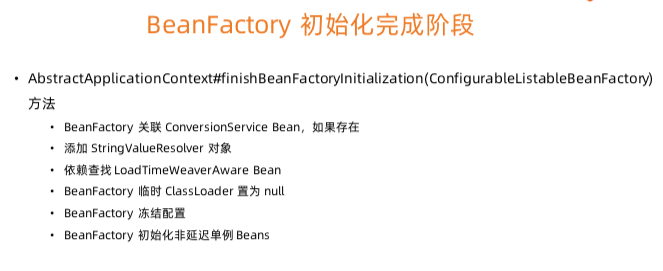 BeanFactory 初始化完成阶段
• AbstractApplicationContext#finishBeanFactoryInitialization(ConfigurableListableBeanFactory)
方法
• BeanFactory 关联 ConversionService Bean，如果存在
• 添加 StringValueResolver 对象
• 依赖查找 LoadTimeWeaverAware Bean
• BeanFactory 临时 ClassLoader 置为 null
• BeanFactory 冻结配置
• BeanFactory 初始化非延迟单例 Beans